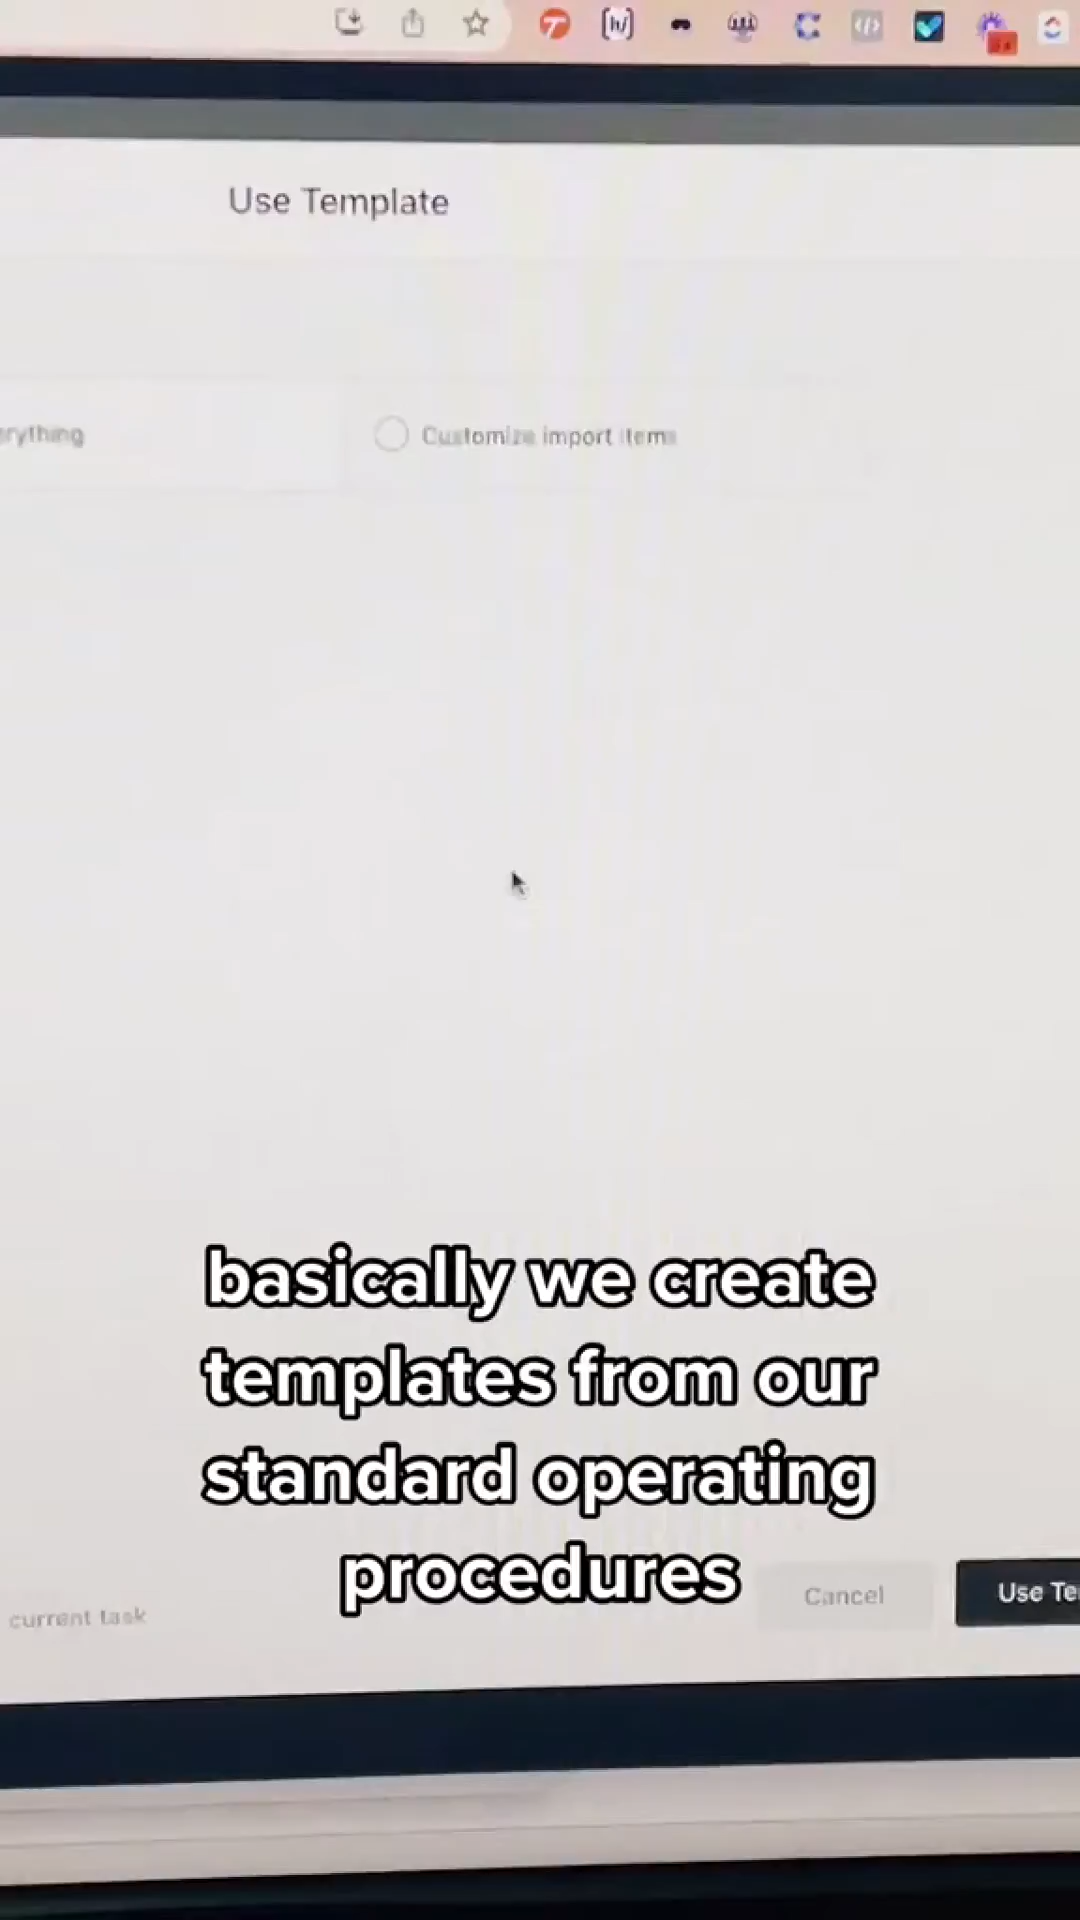 Use Template
erything
Customize import items
basically we create
templates from our
standard operating
procedures
Cancel
Use Te
current task